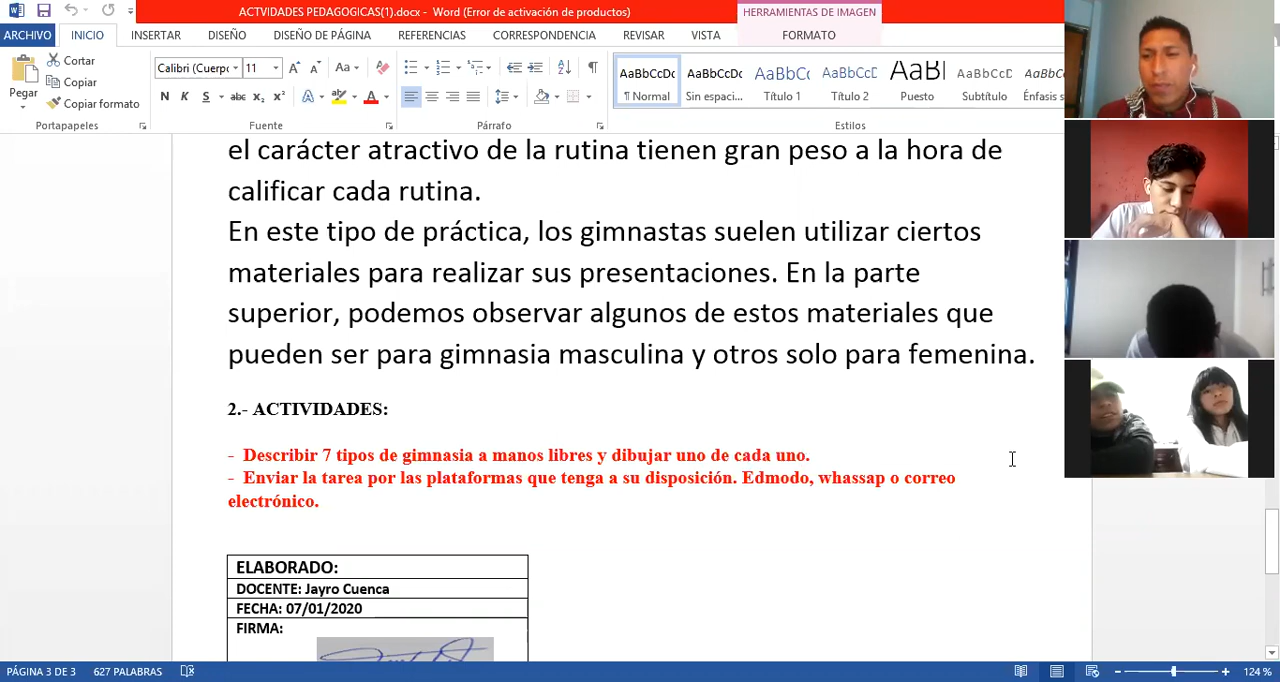 ACTVIDADES PEDAGOGICAS(1).docx - Word (Error de activación de productos)
HERRAMIENTAS DE IMAGEN
ARCHIVO INICIO INSERTAR DISEÑO DISEÑO DE PÁGINA REFERENCIAS CORRESPONDENCIA REVISAR VISTA FORMATO
Cortar
Copiar
Copiar formato
Pegar
Calibri (Cuerpo 11
N K S abc x₂ x²
AaBbCcDc AaBbCcDc AaBbCc AaBbCcD AaBl AaBbCcD AaBbCc
¶ Normal Sin espaci... Título 1 Título 2 Puesto Subtítulo Énfasis s
Portapapeles Fuente Párrafo Estilos
el carácter atractivo de la rutina tienen gran peso a la hora de
calificar cada rutina.
En este tipo de práctica, los gimnastas suelen utilizar ciertos
materiales para realizar sus presentaciones. En la parte
superior, podemos observar algunos de estos materiales que
pueden ser para gimnasia masculina y otros solo para femenina.
2.- ACTIVIDADES:
- Describir 7 tipos de gimnasia a manos libres y dibujar uno de cada uno.
- Enviar la tarea por las plataformas que tenga a su disposición. Edmodo, whassap o correo
electrónico.
ELABORADO:
DOCENTE: Jayro Cuenca
FECHA: 07/01/2020
FIRMA:
PÁGINA 3 DE 3 627 PALABRAS 124 %